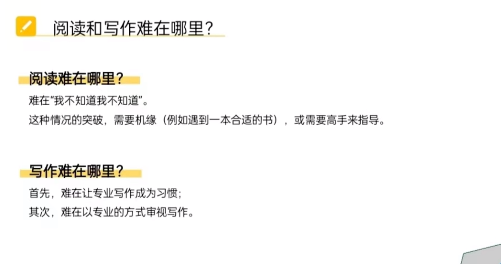 阅读和写作难在哪里？
阅读难在哪里？
难在“我不知道我不知道”。
这种情况的突破，需要机缘（例如遇到一本合适的书），或需要高手来指导。
写作难在哪里？
首先，难在让专业写作成为习惯；
其次，难在以专业的方式审视写作。